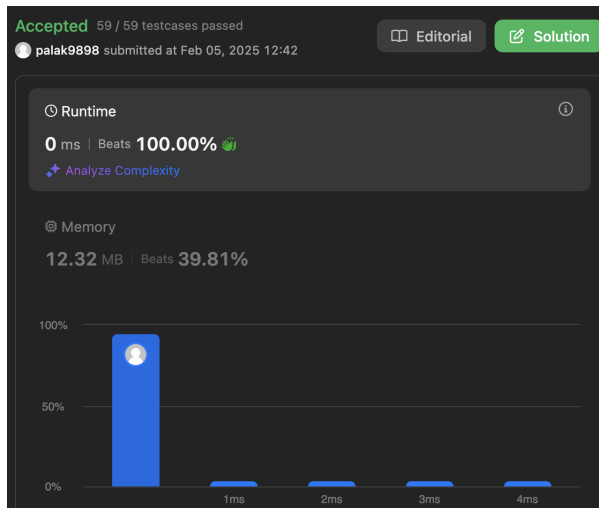 Accepted 59 / 59 testcases passed
Editorial
Solution
palak9898 submitted at Feb 05, 2025 12:42
Runtime
0 ms | Beats 100.00%
Analyze Complexity
Memory
12.32 MB | Beats 39.81%
100%
50%
0%
1ms 2ms 3ms 4ms